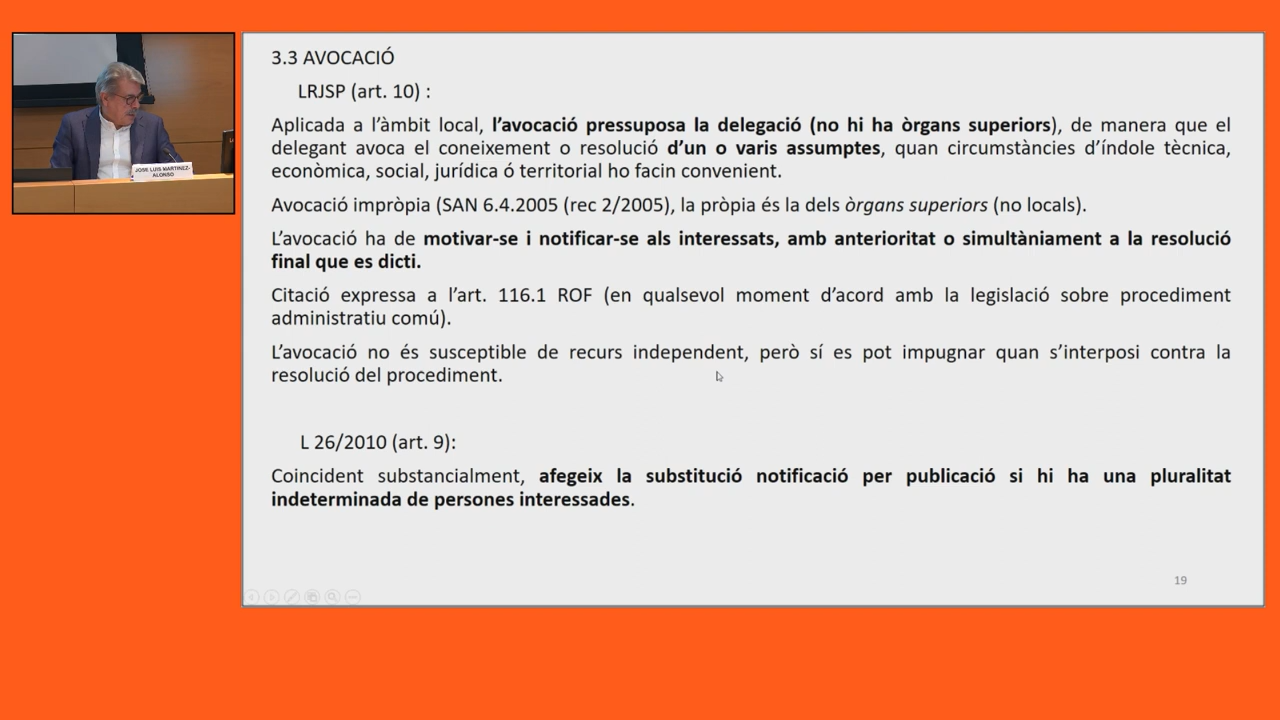 3.3 AVOCACIÓ
LRJSP (art. 10) :
Aplicada a l’àmbit local, l’avocació pressuposa la delegació (no hi ha òrgans superiors), de manera que el
delegant avoca el coneixement o resolució d’un o varis assumptes, quan circumstàncies d’índole tècnica,
econòmica, social, jurídica ó territorial ho facin convenient.
Avocació impròpia (SAN 6.4.2005 (rec 2/2005), la pròpia és la dels òrgans superiors (no locals).
L’avocació ha de motivar-se i notificar-se als interessats, amb anterioritat o simultàniament a la resolució
final que es dicti.
Citació expressa a l’art. 116.1 ROF (en qualsevol moment d’acord amb la legislació sobre procediment
administratiu comú).
L’avocació no és susceptible de recurs independent, però sí es pot impugnar quan s’interposi contra la
resolució del procediment.
L 26/2010 (art. 9):
Coincident substancialment, afegeix la substitució notificació per publicació si hi ha una pluralitat
indeterminada de persones interessades.
19
JOSE LUIS MARTINEZ-
ALONSO